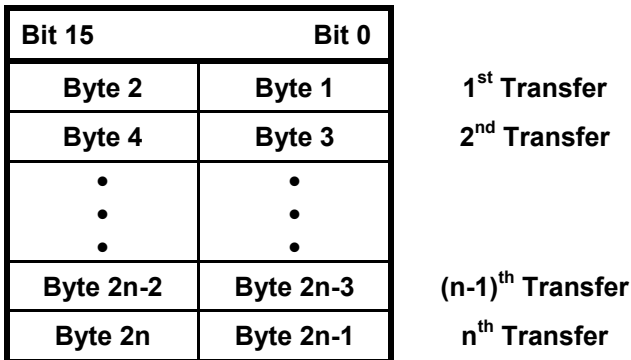 Bit 15 Bit 0
Byte 2 Byte 1 1st Transfer
Byte 4 Byte 3 2nd Transfer
• •
• •
• •
Byte 2n-2 Byte 2n-3 (n-1)th Transfer
Byte 2n Byte 2n-1 nth Transfer